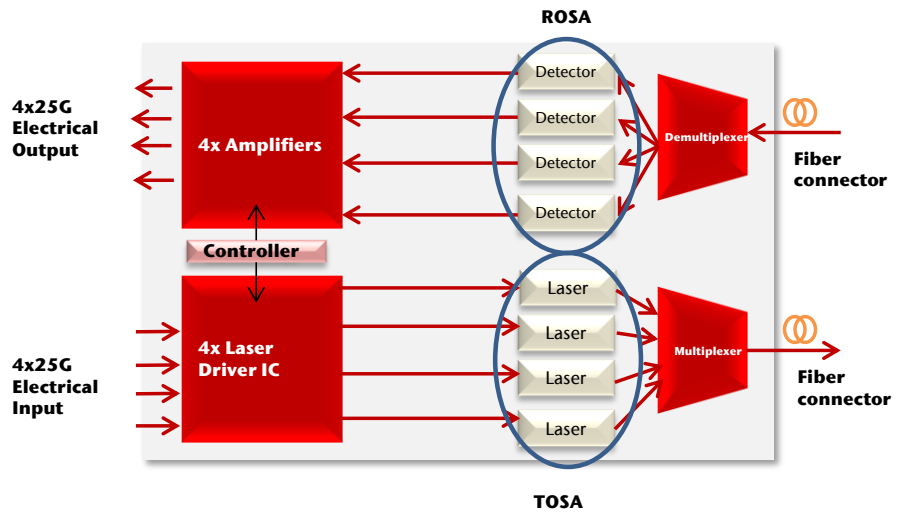 ROSA
4x25G
Electrical
Output
4x Amplifiers
Detector
Detector
Detector
Detector
Demultiplexer
Fiber
connector
Controller
4x25G
Electrical
Input
4x Laser
Driver IC
Laser
Laser
Laser
Laser
Multiplexer
Fiber
connector
TOSA